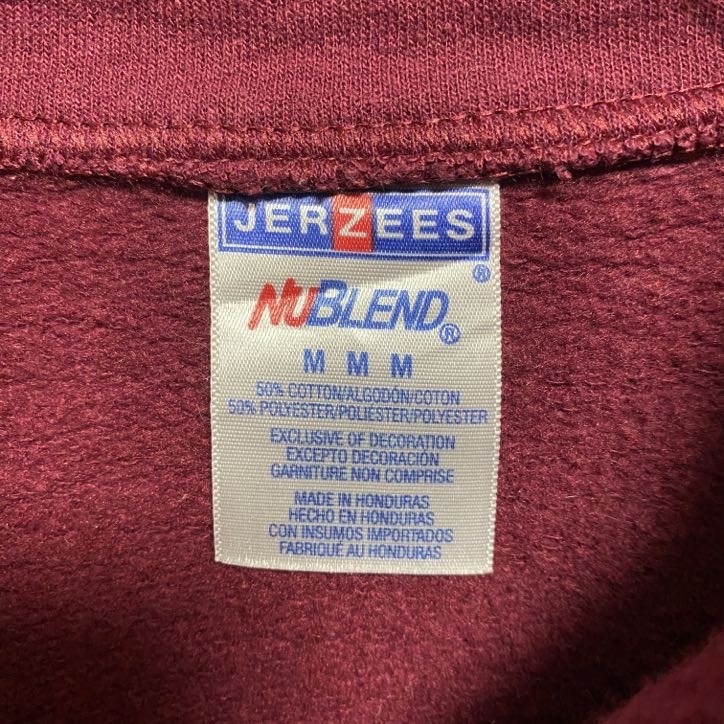 JERZEES
®
NUBLEND®
M M M
50% COTTON/ALGODÓN/COTON
50% POLYESTER/POLIÉSTER/POLYESTER
EXCLUSIVE OF DECORATION
EXCEPTO DECORACIÓN
GARNITURE NON COMPRISE
MADE IN HONDURAS
HECHO EN HONDURAS
CON INSUMOS IMPORTADOS
FABRIQUÉ AU HONDURAS